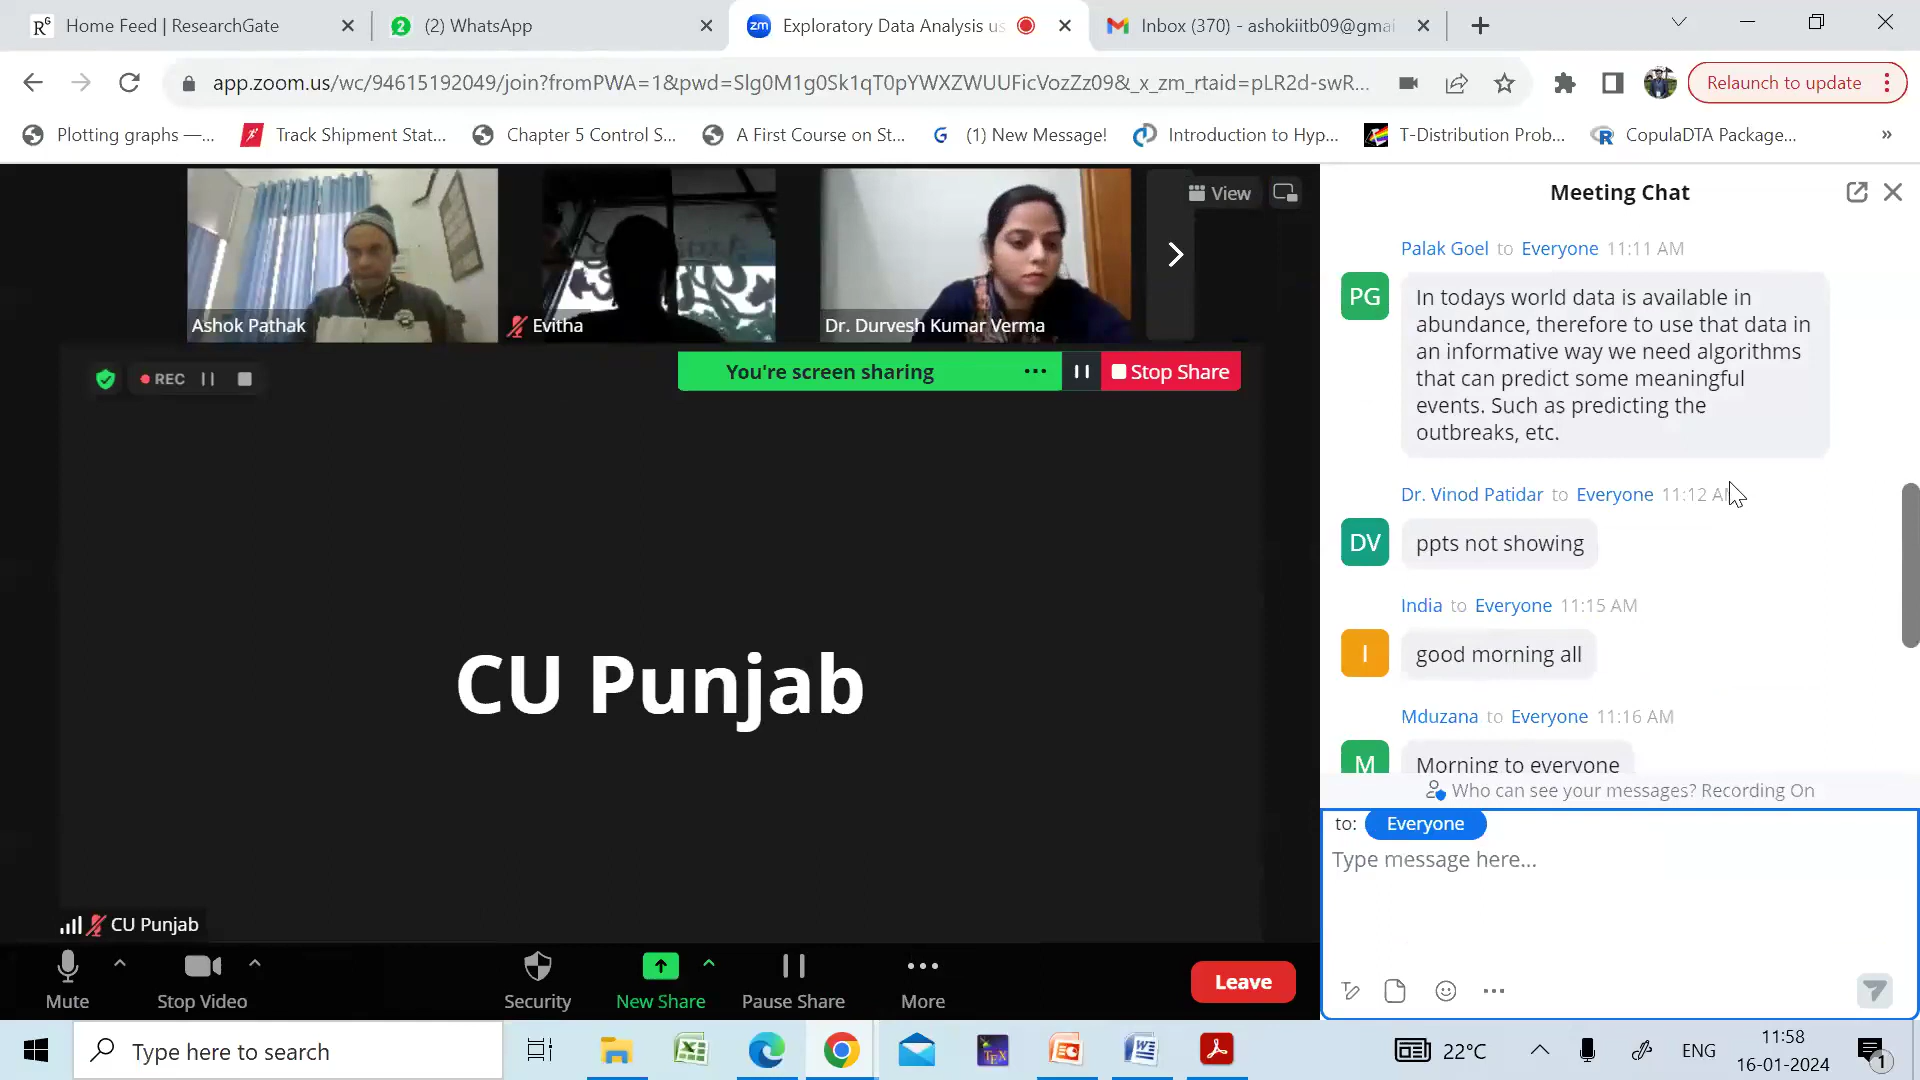 Home Feed | ResearchGate
(2) WhatsApp
zm
Exploratory Data Analysis us
Inbox (370) - ashokiitb09@gmai
app.zoom.us/wc/94615192049/join?fromPWA=1&pwd=Slg0M1g0Sk1qT0pYWXZWUUFicVozZz09&_x_zm_rtaid=pLR2d-swR...
Relaunch to update
Plotting graphs —...
Track Shipment Stat...
Chapter 5 Control S...
A First Course on St...
(1) New Message!
Introduction to Hyp...
T-Distribution Prob...
CopulaDTA Package...
View
Ashok Pathak
Evitha
Dr. Durvesh Kumar Verma
REC
You're screen sharing
Stop Share
CU Punjab
CU Punjab
Meeting Chat
Palak Goel to Everyone 11:11 AM
PG
In todays world data is available in
abundance, therefore to use that data in
an informative way we need algorithms
that can predict some meaningful
events. Such as predicting the
outbreaks, etc.
Dr. Vinod Patidar to Everyone 11:12 AM
DV
ppts not showing
India to Everyone 11:15 AM
I
good morning all
Mduzana to Everyone 11:16 AM
M
Morning to everyone
Who can see your messages? Recording On
to: Everyone
Type message here...
Mute
Stop Video
Security
New Share
Pause Share
More
Leave
Type here to search
TEX
22°C
ENG
11:58
16-01-2024
1